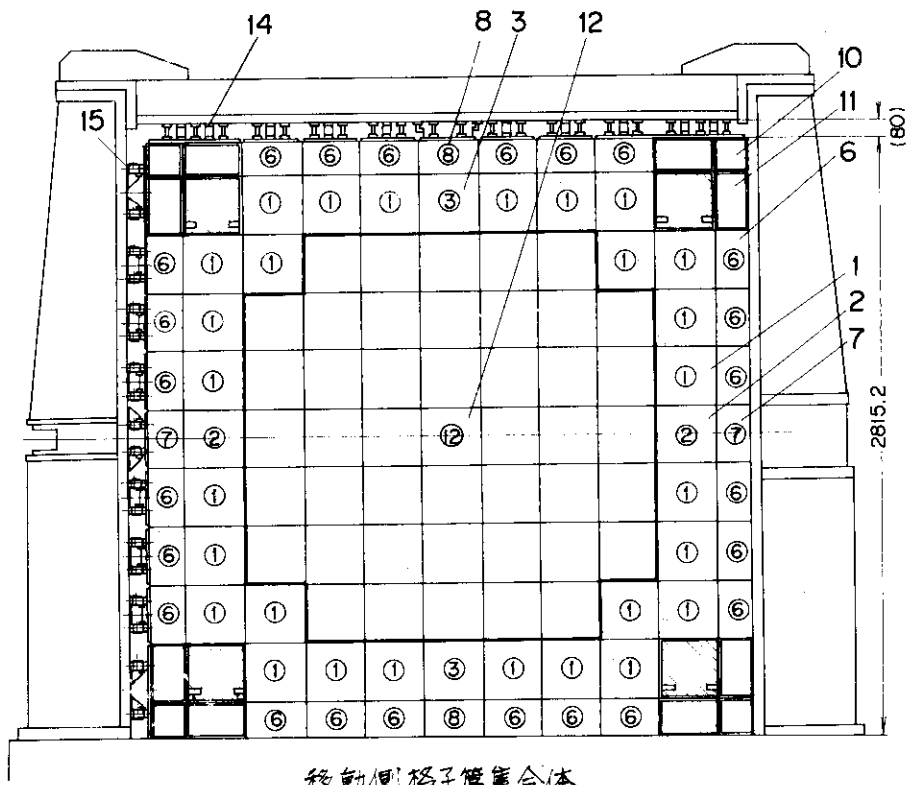 14 8 3 12
10
15 11
(80)
⑥ ⑥ ⑥ ⑧ ⑥ ⑥ ⑥
6
① ① ① ③ ① ① ①
⑥ ① ① ① ① ⑥
1
⑥ ① ① ⑥
2
⑥ ① ① ⑥
7
⑦ ② ⑫ ② ⑦
2815.2
⑥ ① ① ⑥
⑥ ① ① ⑥
⑥ ① ① ① ① ⑥
① ① ① ③ ① ① ①
⑥ ⑥ ⑥ ⑧ ⑥ ⑥ ⑥
移動側格子管集合体